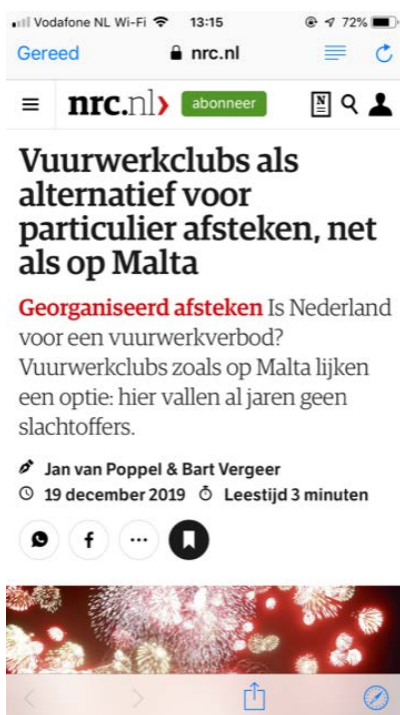 Vodafone NL Wi-Fi 13:15 72%
Gereed nrc.nl
nrc.nl abonneer N
Vuurwerkclubs als
alternatief voor
particulier afsteken, net
als op Malta
Georganiseerd afsteken Is Nederland
voor een vuurwerkverbod?
Vuurwerkclubs zoals op Malta lijken
een optie: hier vallen al jaren geen
slachtoffers.
Jan van Poppel & Bart Vergeer
19 december 2019 Leestijd 3 minuten